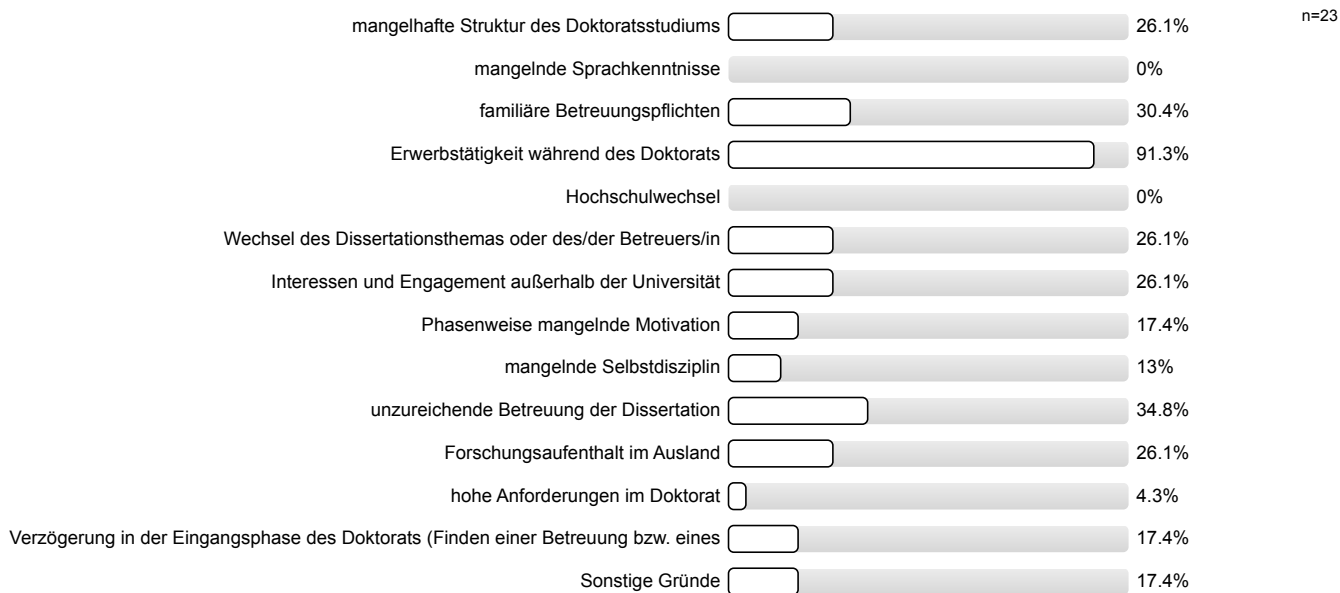 n=23
mangelhafte Struktur des Doktoratsstudiums 26.1%
mangelnde Sprachkenntnisse 0%
familiäre Betreuungspflichten 30.4%
Erwerbstätigkeit während des Doktorats 91.3%
Hochschulwechsel 0%
Wechsel des Dissertationsthemas oder des/der Betreuers/in 26.1%
Interessen und Engagement außerhalb der Universität 26.1%
Phasenweise mangelnde Motivation 17.4%
mangelnde Selbstdisziplin 13%
unzureichende Betreuung der Dissertation 34.8%
Forschungsaufenthalt im Ausland 26.1%
hohe Anforderungen im Doktorat 4.3%
Verzögerung in der Eingangsphase des Doktorats (Finden einer Betreuung bzw. eines 17.4%
Sonstige Gründe 17.4%